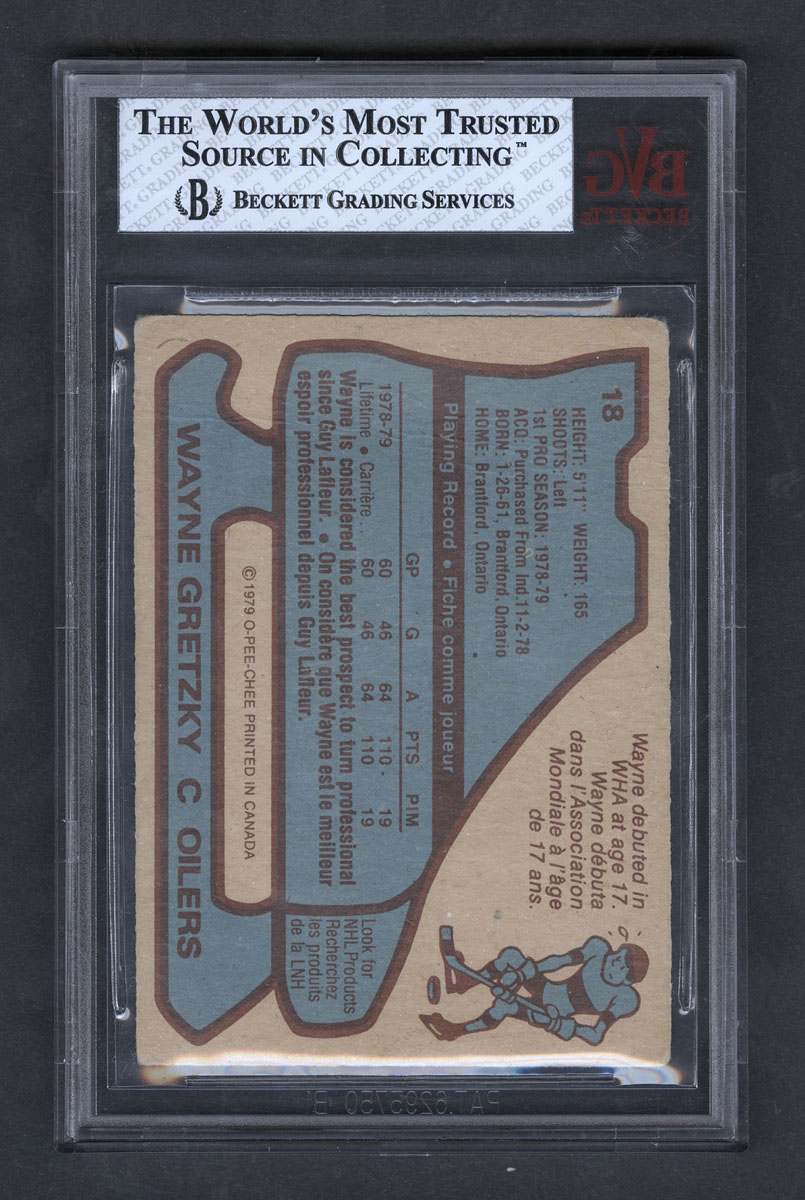 THE WORLD'S MOST TRUSTED
SOURCE IN COLLECTING™
B BECKETT GRADING SERVICES
BVG
BECKETT®
18
HEIGHT: 5'11" WEIGHT: 165
SHOOTS: Left
1st PRO SEASON: 1978-79
ACQ: Purchased From Ind.11-2-78
BORN: 1-26-61, Brantford, Ontario
HOME: Brantford, Ontario
Playing Record • Fiche comme joueur
GP G A PTS PIM
1978-79 60 46 64 110 19
Lifetime • Carrière... 60 46 64 110 19
Wayne is considered the best prospect to turn professional
since Guy Lafleur. • On considère que Wayne est le meilleur
espoir professionnel depuis Guy Lafleur.
Wayne debuted in
WHA at age 17.
Wayne débuta
dans l'Association
Mondiale à l'âge
de 17 ans.
Look for
NHL Products
Recherchez
les produits
de la LNH
©1979 O-PEE-CHEE PRINTED IN CANADA
WAYNE GRETZKY C OILERS
PAT.6295750 B1